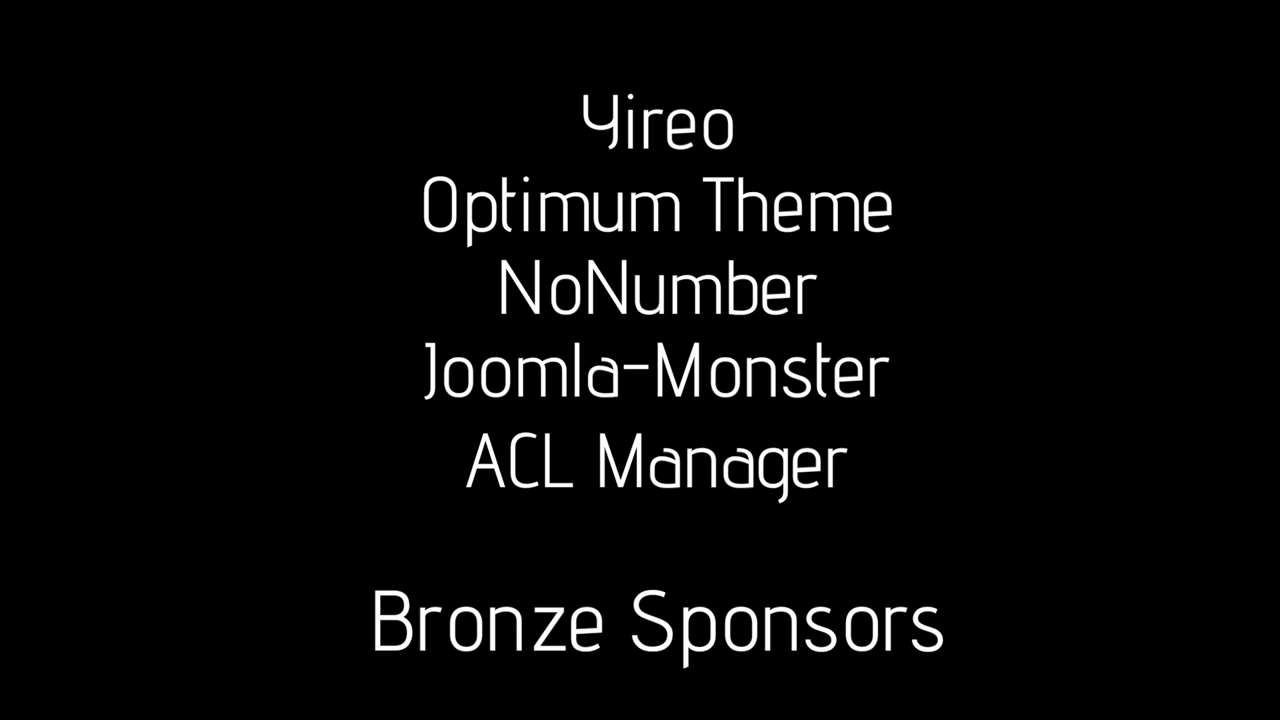 Yireo
Optimum Theme
NoNumber
Joomla-Monster
ACL Manager
Bronze Sponsors